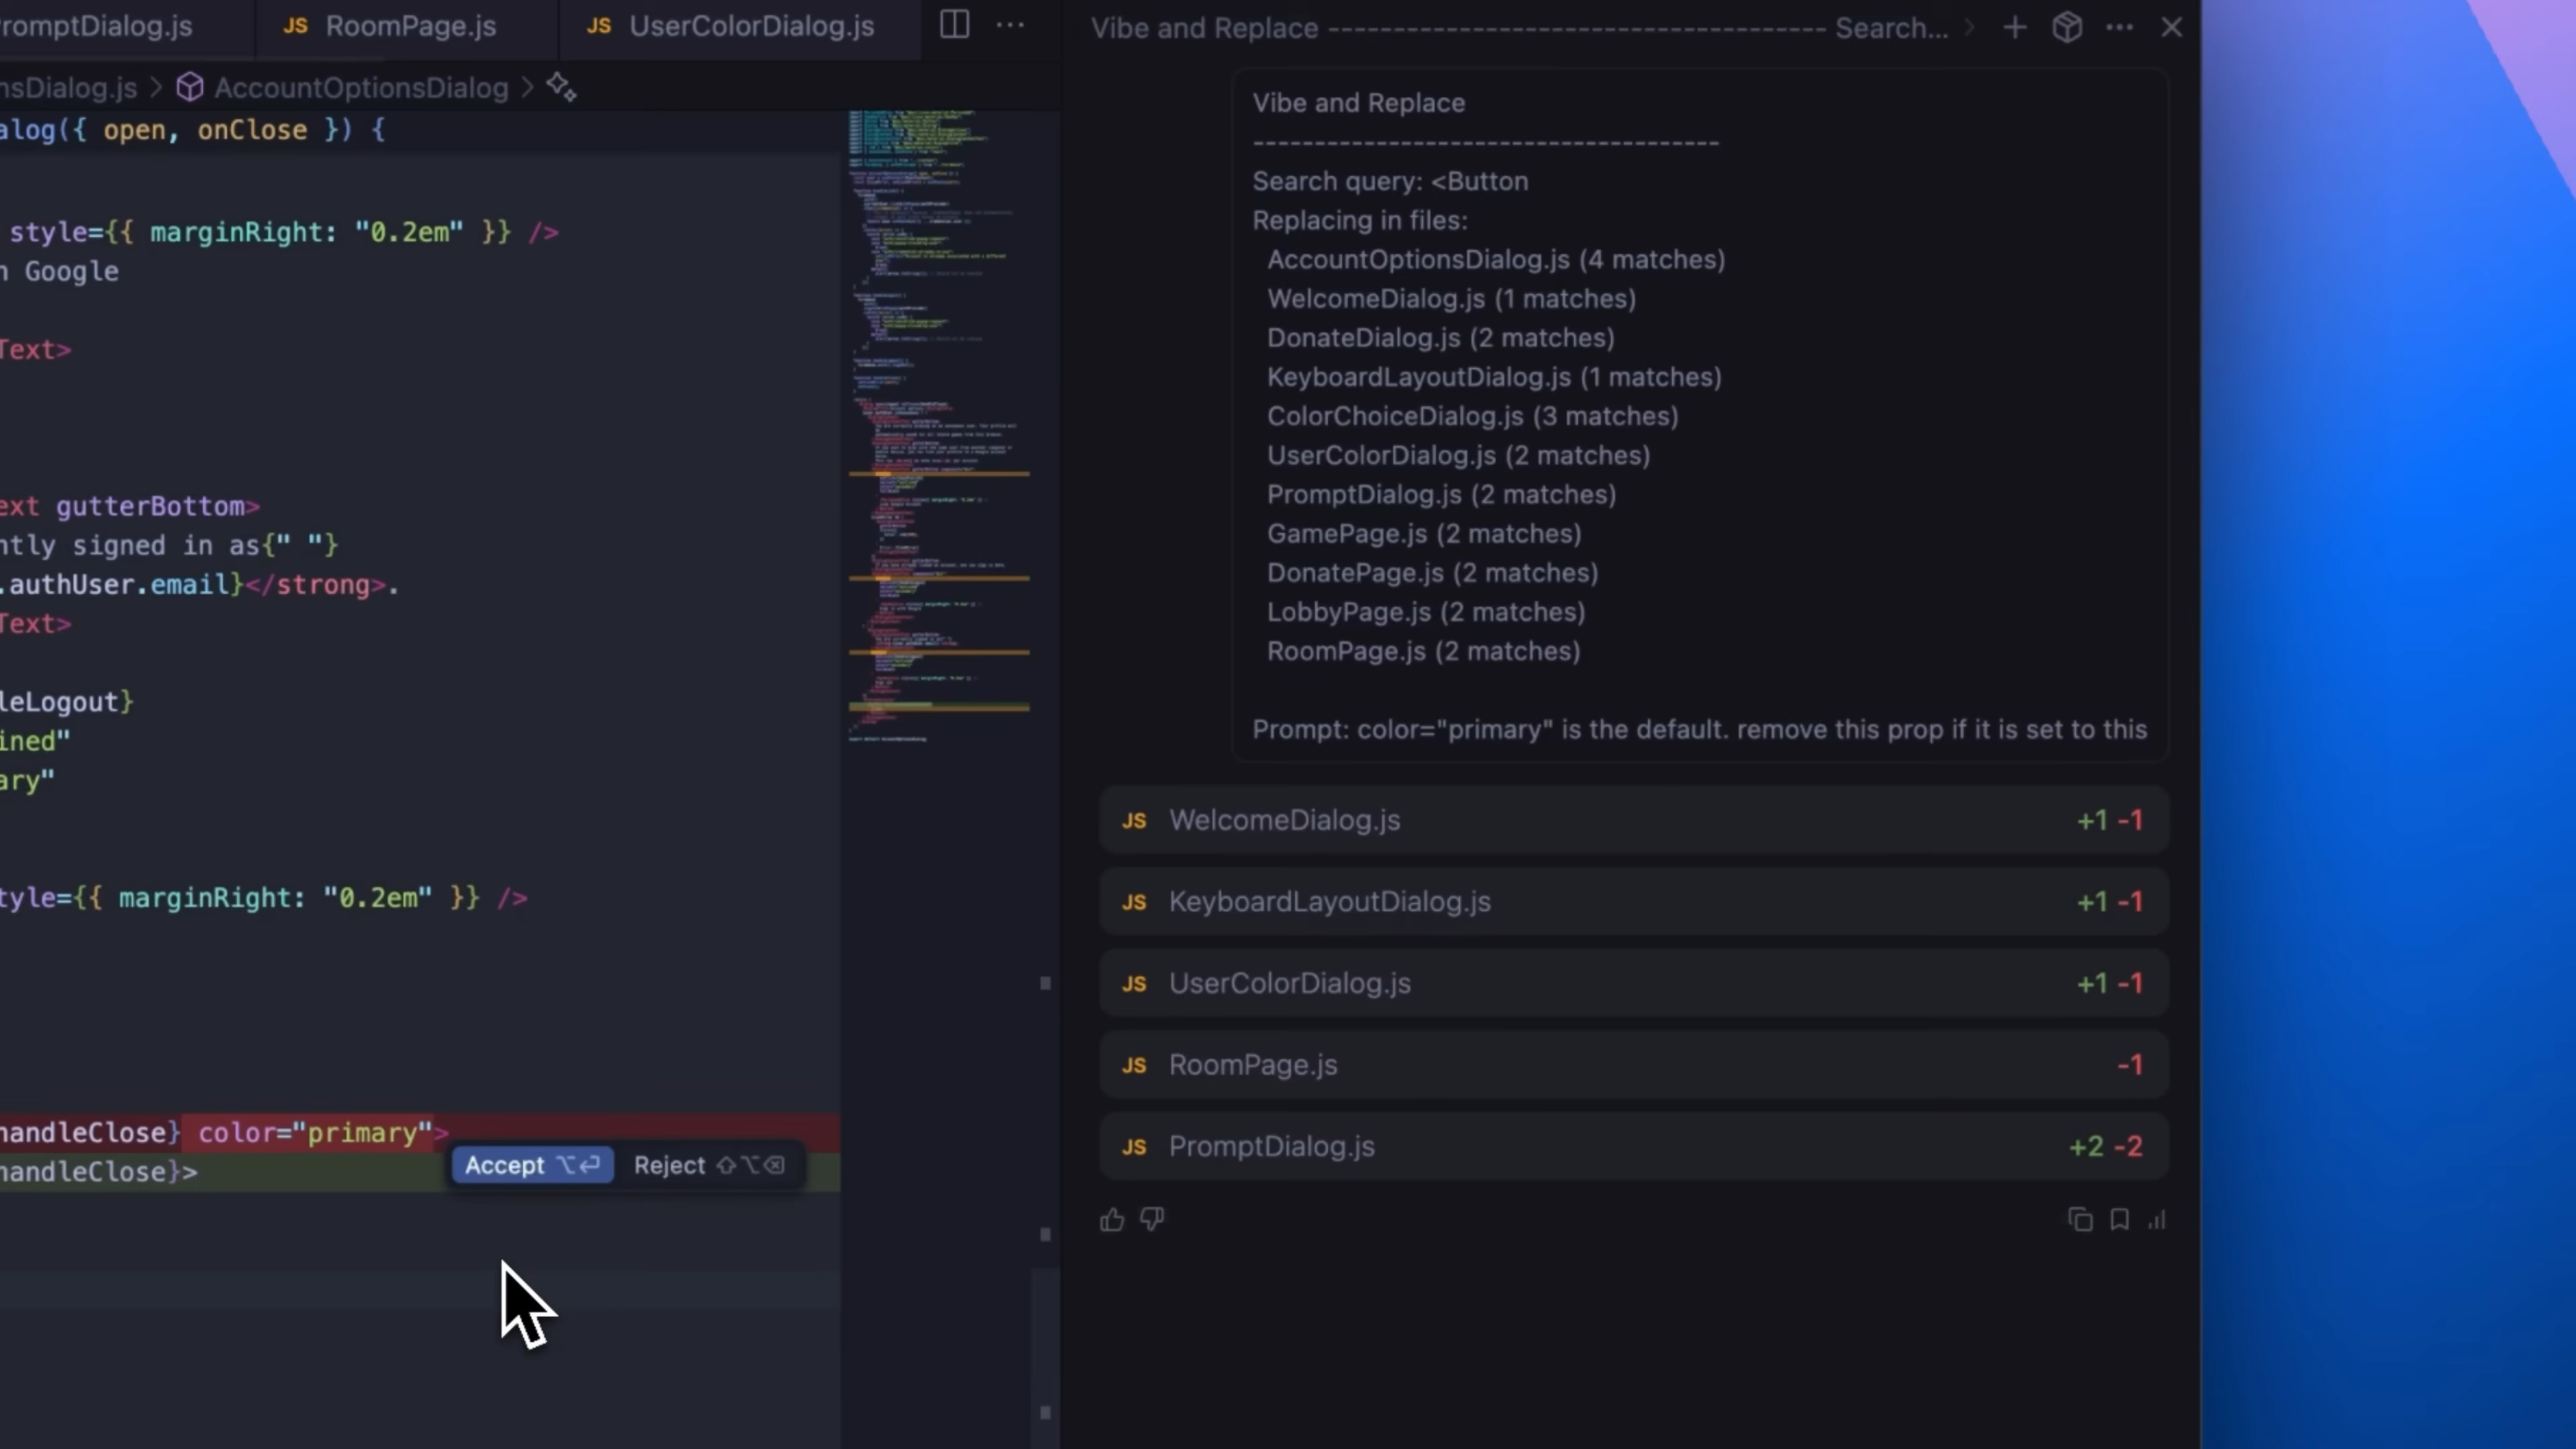 romptDialog.js
JS RoomPage.js
JS UserColorDialog.js
nsDialog.js > AccountOptionsDialog >
alog({ open, onClose }) {
style={{ marginRight: "0.2em" }} />
n Google
Text>
ext gutterBottom>
ntly signed in as{" "}
.authUser.email}</strong>.
Text>
leLogout}
ined"
ary"
tyle={{ marginRight: "0.2em" }} />
handleClose} color="primary">
handleClose}>
Accept ⌥⏎ Reject ⇧⌥⌫
Vibe and Replace ------------------------------------- Search...
Vibe and Replace
-------------------------------------
Search query: <Button
Replacing in files:
AccountOptionsDialog.js (4 matches)
WelcomeDialog.js (1 matches)
DonateDialog.js (2 matches)
KeyboardLayoutDialog.js (1 matches)
ColorChoiceDialog.js (3 matches)
UserColorDialog.js (2 matches)
PromptDialog.js (2 matches)
GamePage.js (2 matches)
DonatePage.js (2 matches)
LobbyPage.js (2 matches)
RoomPage.js (2 matches)
Prompt: color="primary" is the default. remove this prop if it is set to this
JS WelcomeDialog.js +1 -1
JS KeyboardLayoutDialog.js +1 -1
JS UserColorDialog.js +1 -1
JS RoomPage.js -1
JS PromptDialog.js +2 -2